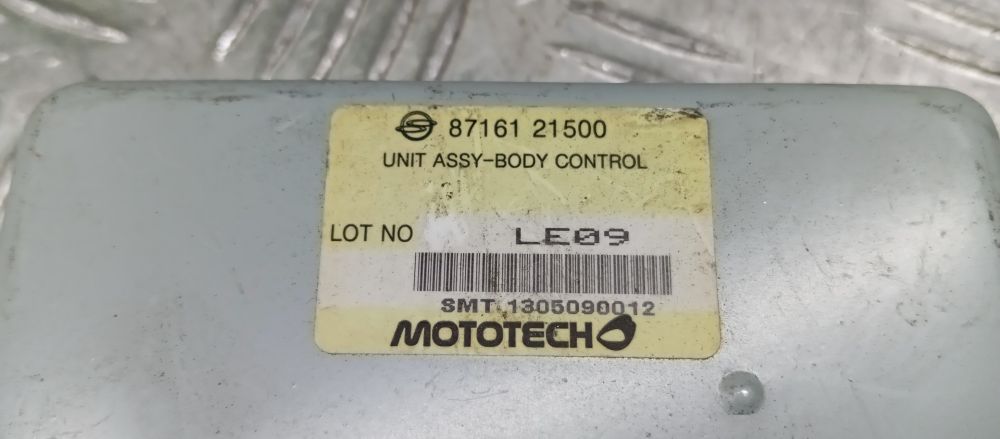 87161 21500
UNIT ASSY-BODY CONTROL
LOT NO LE09
SMT 1305090012
MOTOTECH